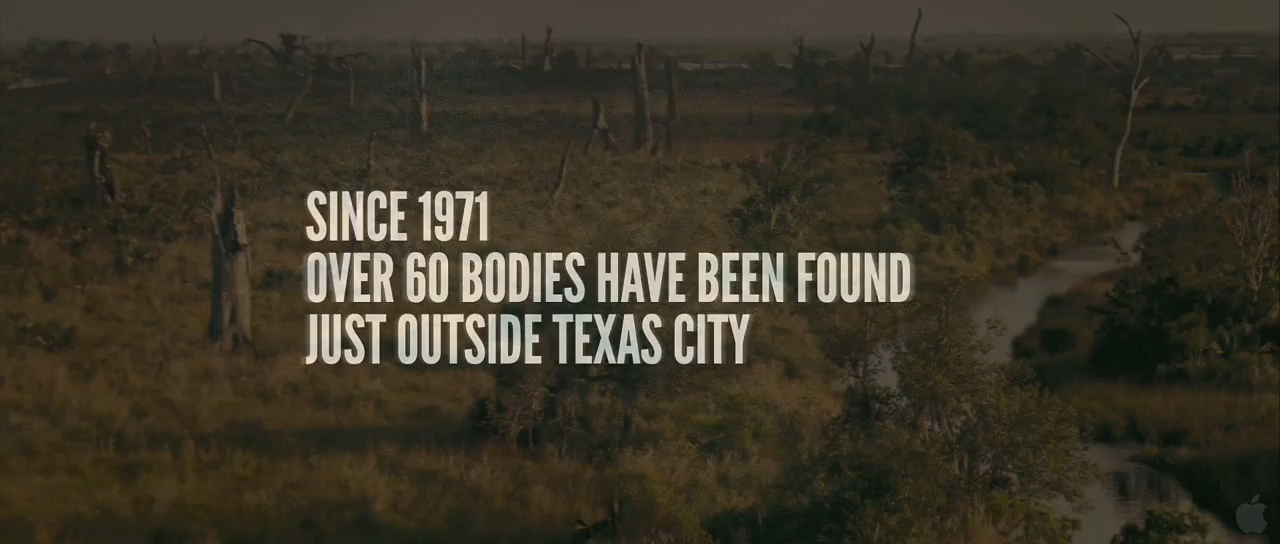 SINCE 1971
OVER 60 BODIES HAVE BEEN FOUND
JUST OUTSIDE TEXAS CITY